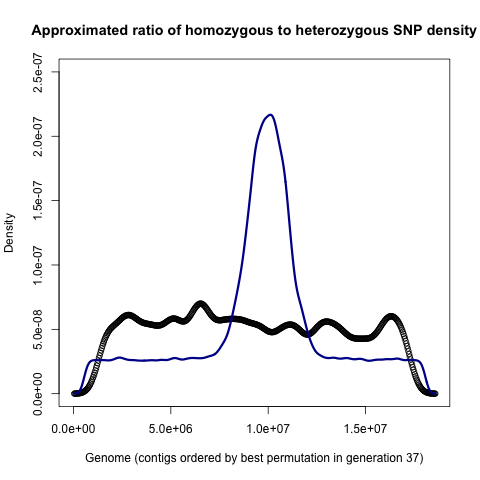 Approximated ratio of homozygous to heterozygous SNP density
Density
2.5e-07
2.0e-07
1.5e-07
1.0e-07
5.0e-08
0.0e+00
0.0e+00 5.0e+06 1.0e+07 1.5e+07
Genome (contigs ordered by best permutation in generation 37)